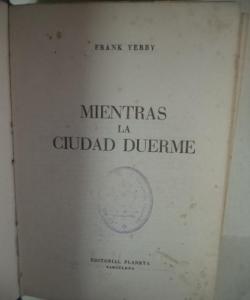 FRANK YERBY
MIENTRAS
LA
CIUDAD DUERME
EDITORIAL PLANETA
BARCELONA